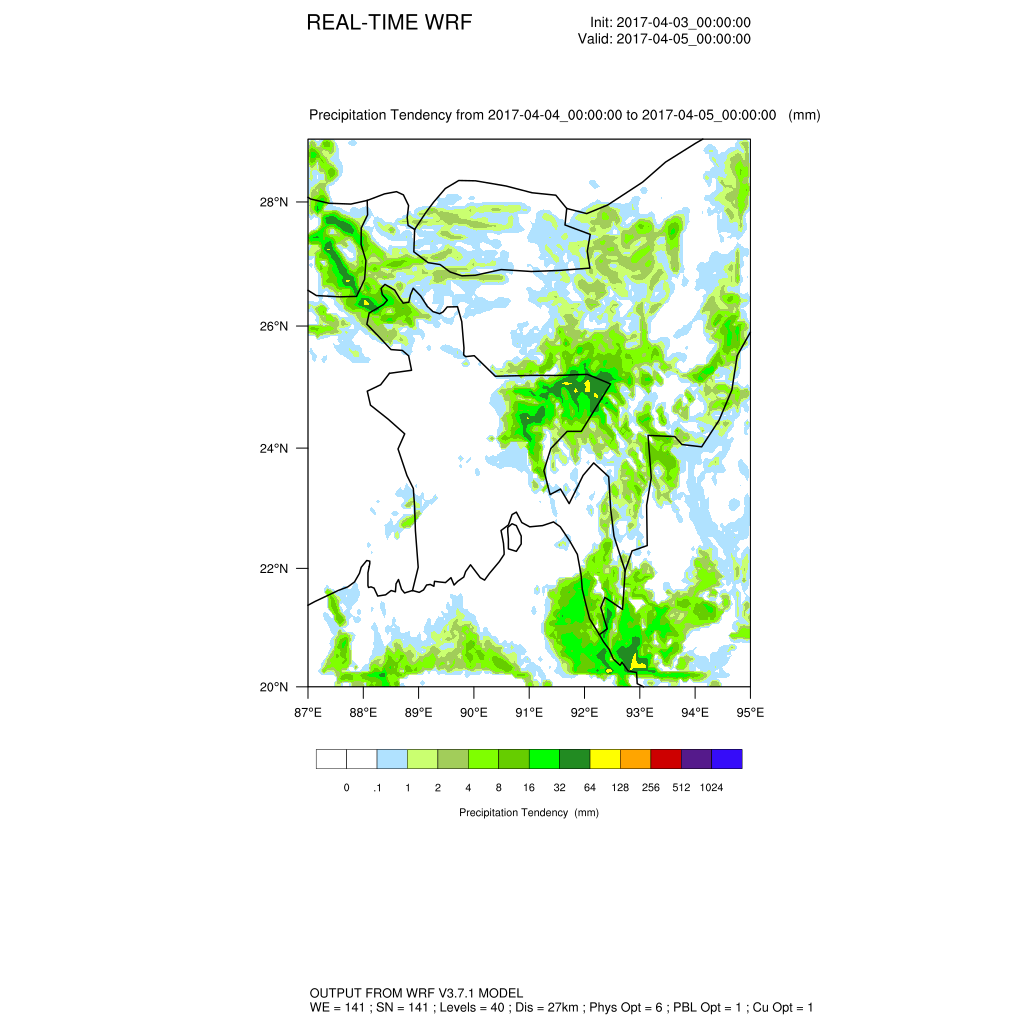 REAL-TIME WRF
Init: 2017-04-03_00:00:00
Valid: 2017-04-05_00:00:00
Precipitation Tendency from 2017-04-04_00:00:00 to 2017-04-05_00:00:00 (mm)
28°N
26°N
24°N
22°N
20°N
87°E 88°E 89°E 90°E 91°E 92°E 93°E 94°E 95°E
0 .1 1 2 4 8 16 32 64 128 256 512 1024
Precipitation Tendency (mm)
OUTPUT FROM WRF V3.7.1 MODEL
WE = 141 ; SN = 141 ; Levels = 40 ; Dis = 27km ; Phys Opt = 6 ; PBL Opt = 1 ; Cu Opt = 1